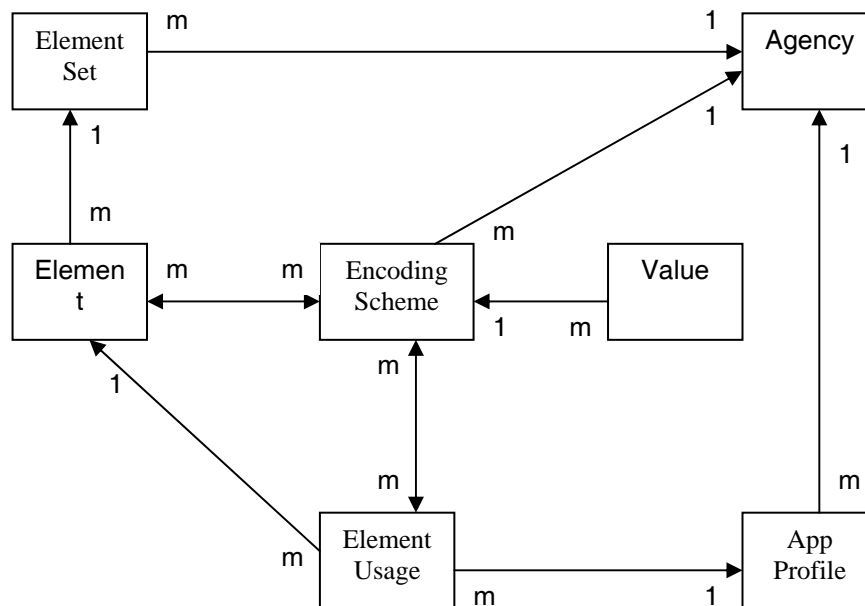 Element
Set
m
1
Agency
1
1
1
m
m
Elemen
t
m
m
Encoding
Scheme
Value
1
m
1
m
m
m
m
Element
Usage
m
1
App
Profile